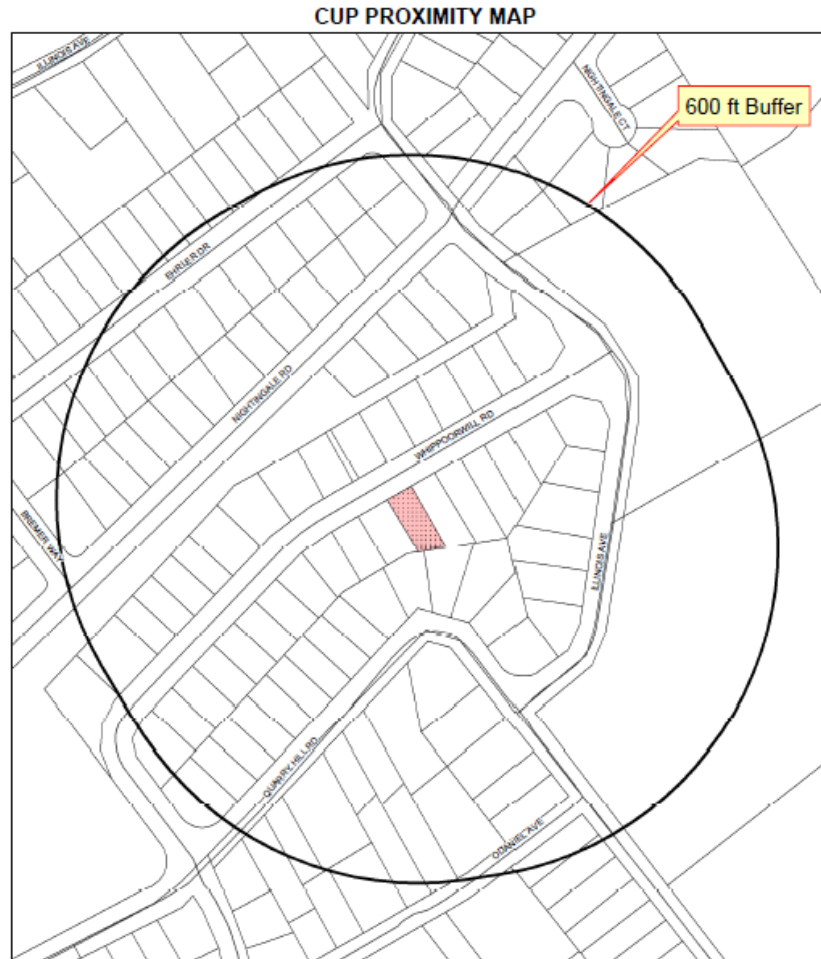 CUP PROXIMITY MAP
ILLINOIS AVE
NIGHTINGALE CT
600 ft Buffer
EHRLER DR
NIGHTINGALE RD
WHIPPOORWILL RD
BREMER WAY
ILLINOIS AVE
QUARRY HILL RD
ODANIEL AVE